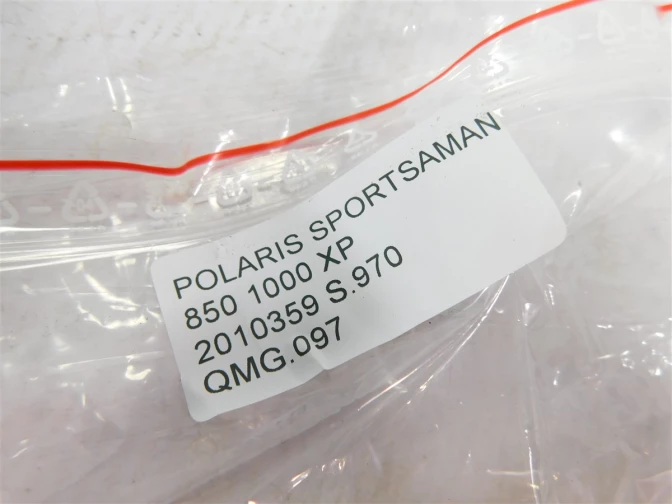 POLARIS SPORTSAMAN
850 1000 XP
2010359 S.970
QMG.097